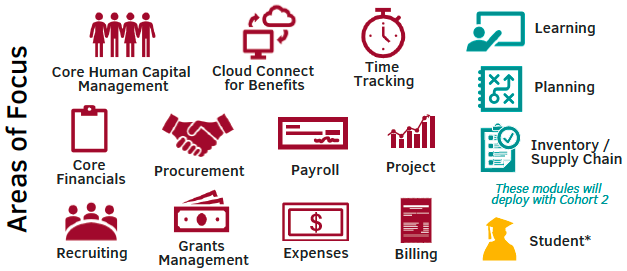 Areas of Focus
Core Human Capital
Management
Cloud Connect
for Benefits
Time
Tracking
Learning
Planning
Core
Financials
Procurement
Payroll
Project
Inventory /
Supply Chain
These modules will
deploy with Cohort 2
Recruiting
Grants
Management
$
Expenses
Billing
Student*